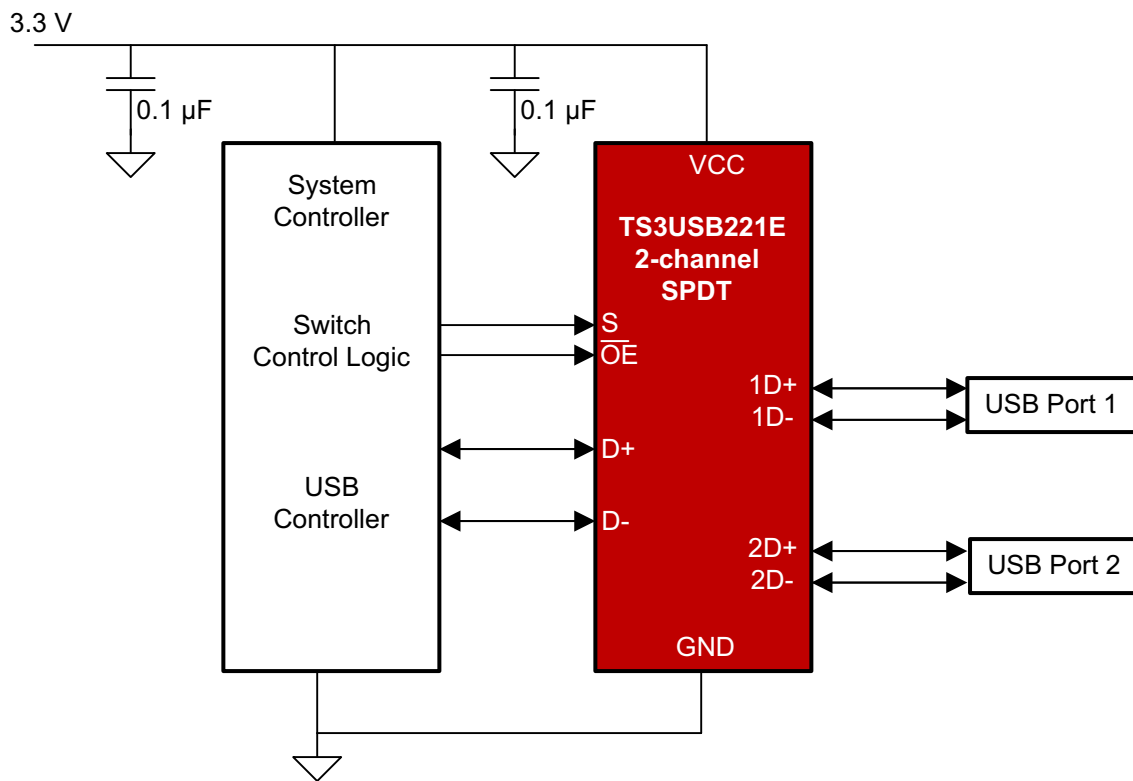 3.3 V
0.1 µF
0.1 µF
System
Controller
Switch
Control Logic
USB
Controller
VCC
TS3USB221E
2-channel
SPDT
S
OE
D+
D-
1D+
1D-
2D+
2D-
GND
USB Port 1
USB Port 2